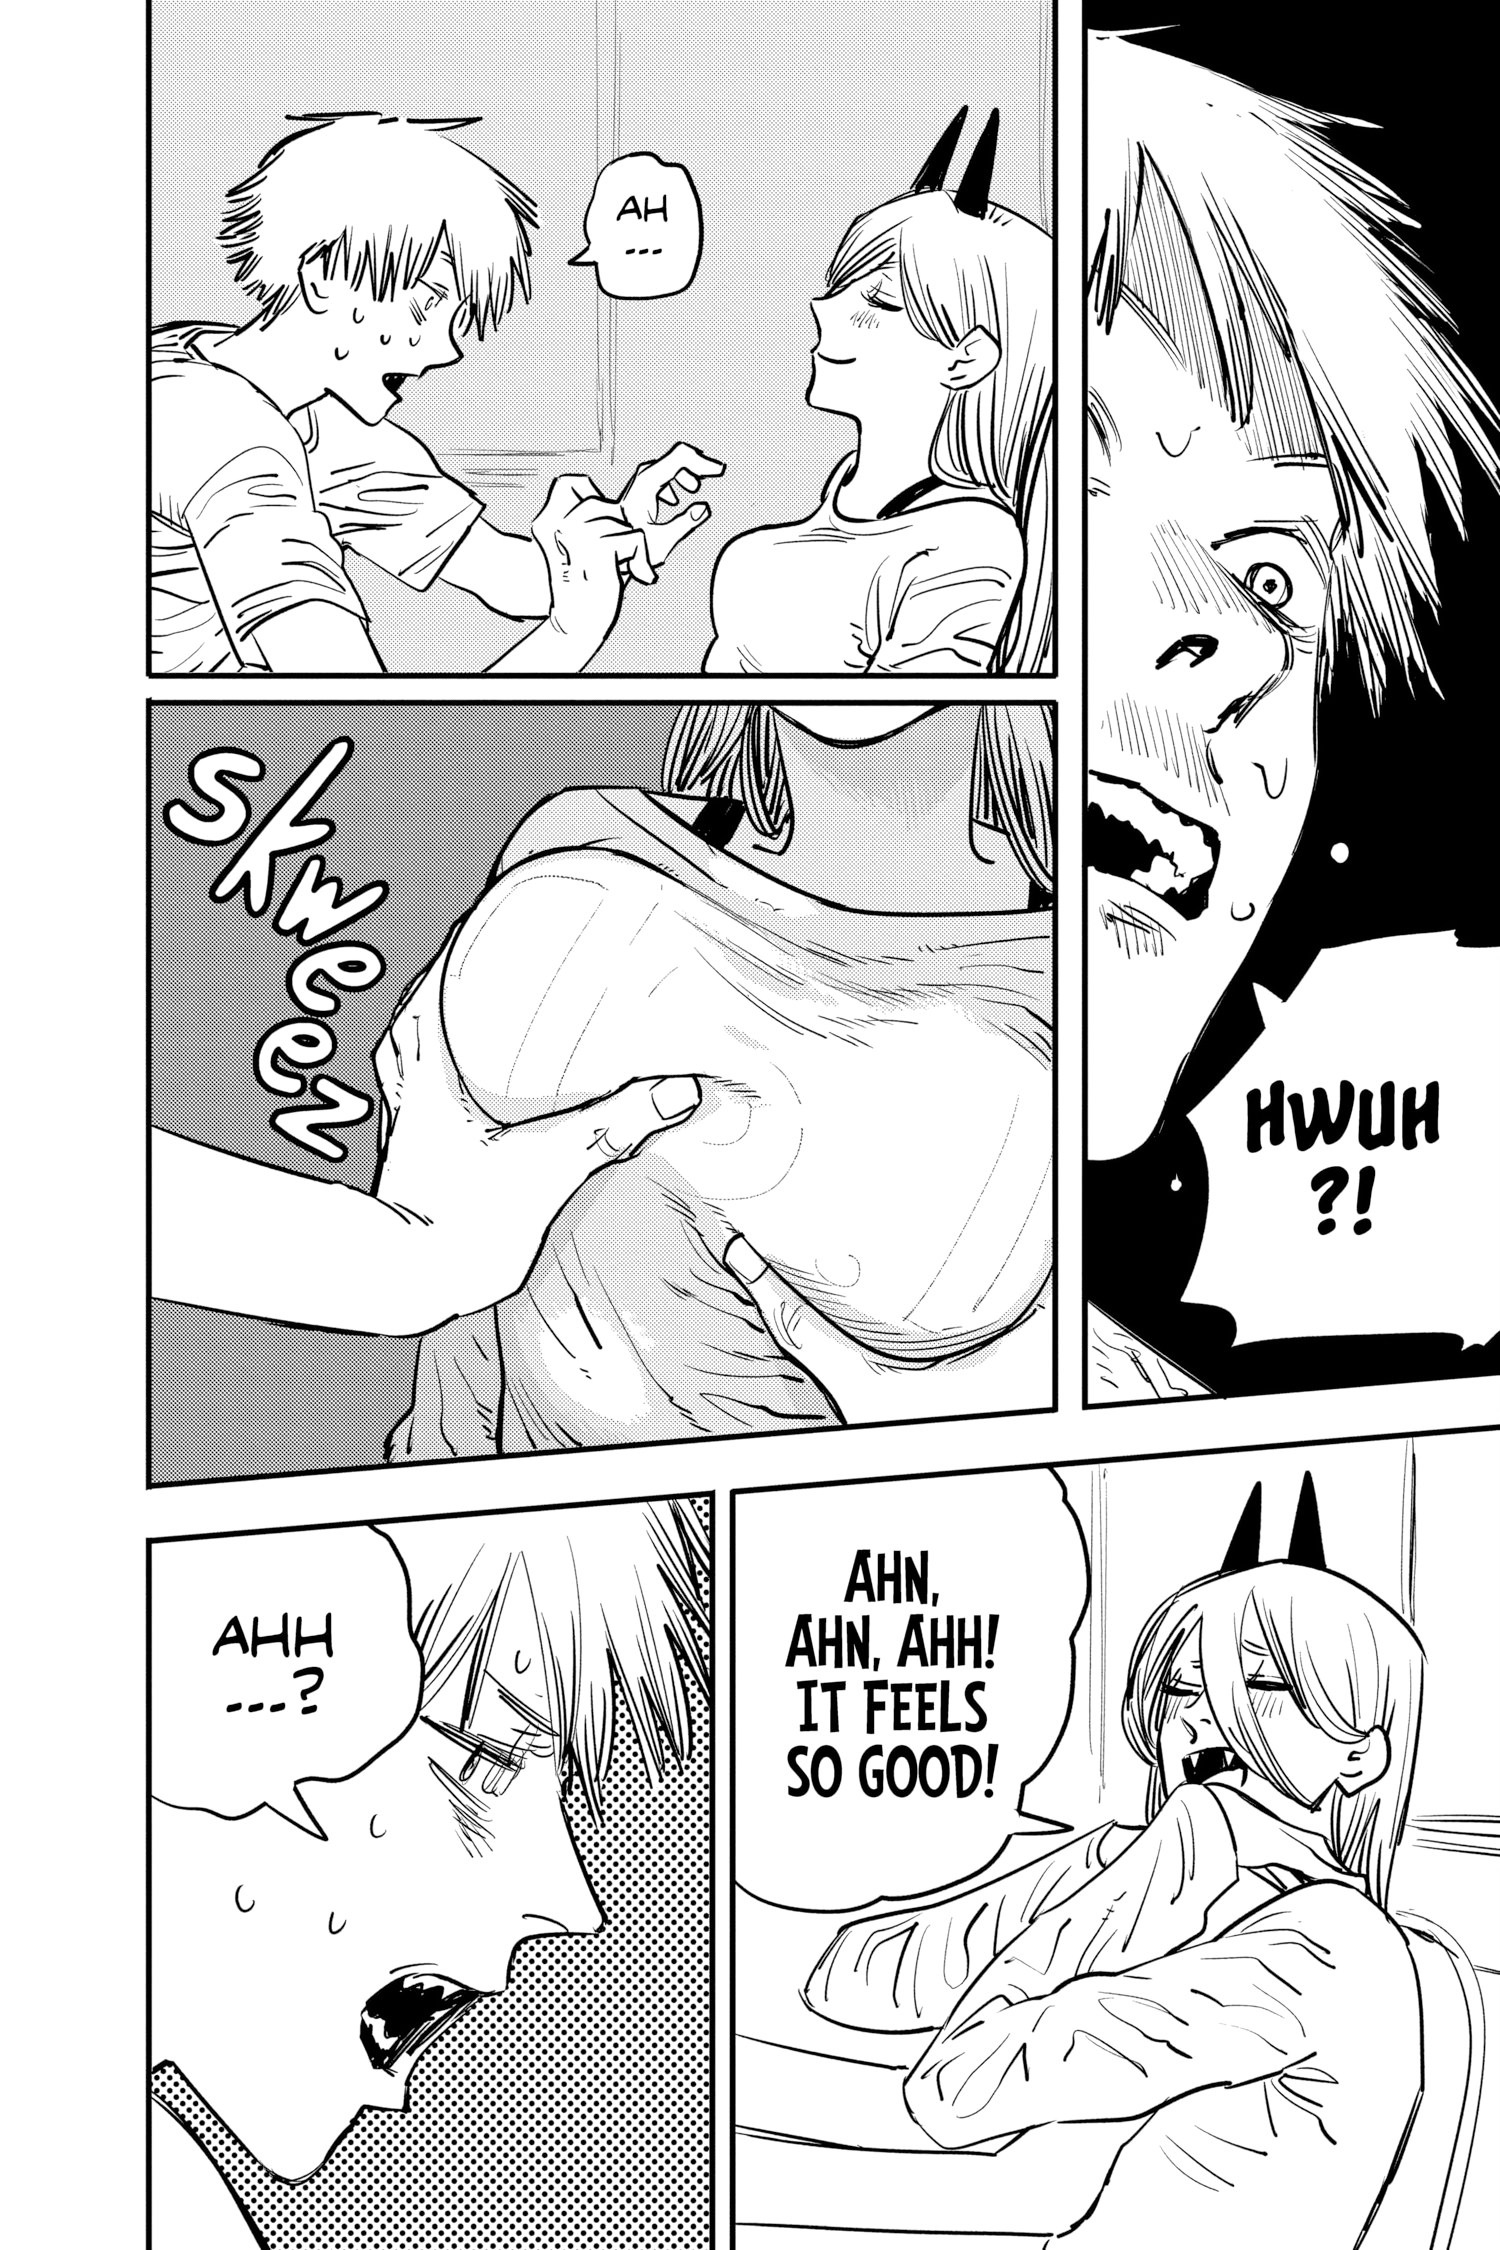 HWUH
?!
AH
---
SKWEEZ
AHN,
AHN, AHH!
IT FEELS
SO GOOD!
AHH
---?